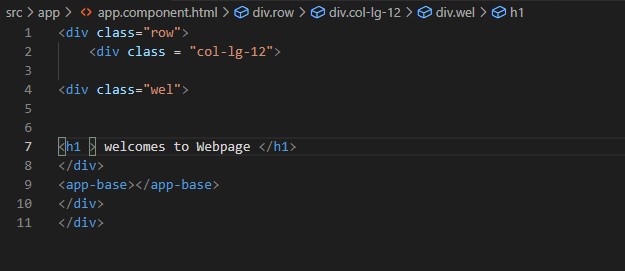 src > app > <> app.component.html > div.row > div.col-lg-12 > div.wel > h1
1 <div class="row">
2     <div class = "col-lg-12">
3
4 <div class="wel">
5
6
7 <h1 > welcomes to Webpage </h1>
8 </div>
9 <app-base></app-base>
10 </div>
11 </div>